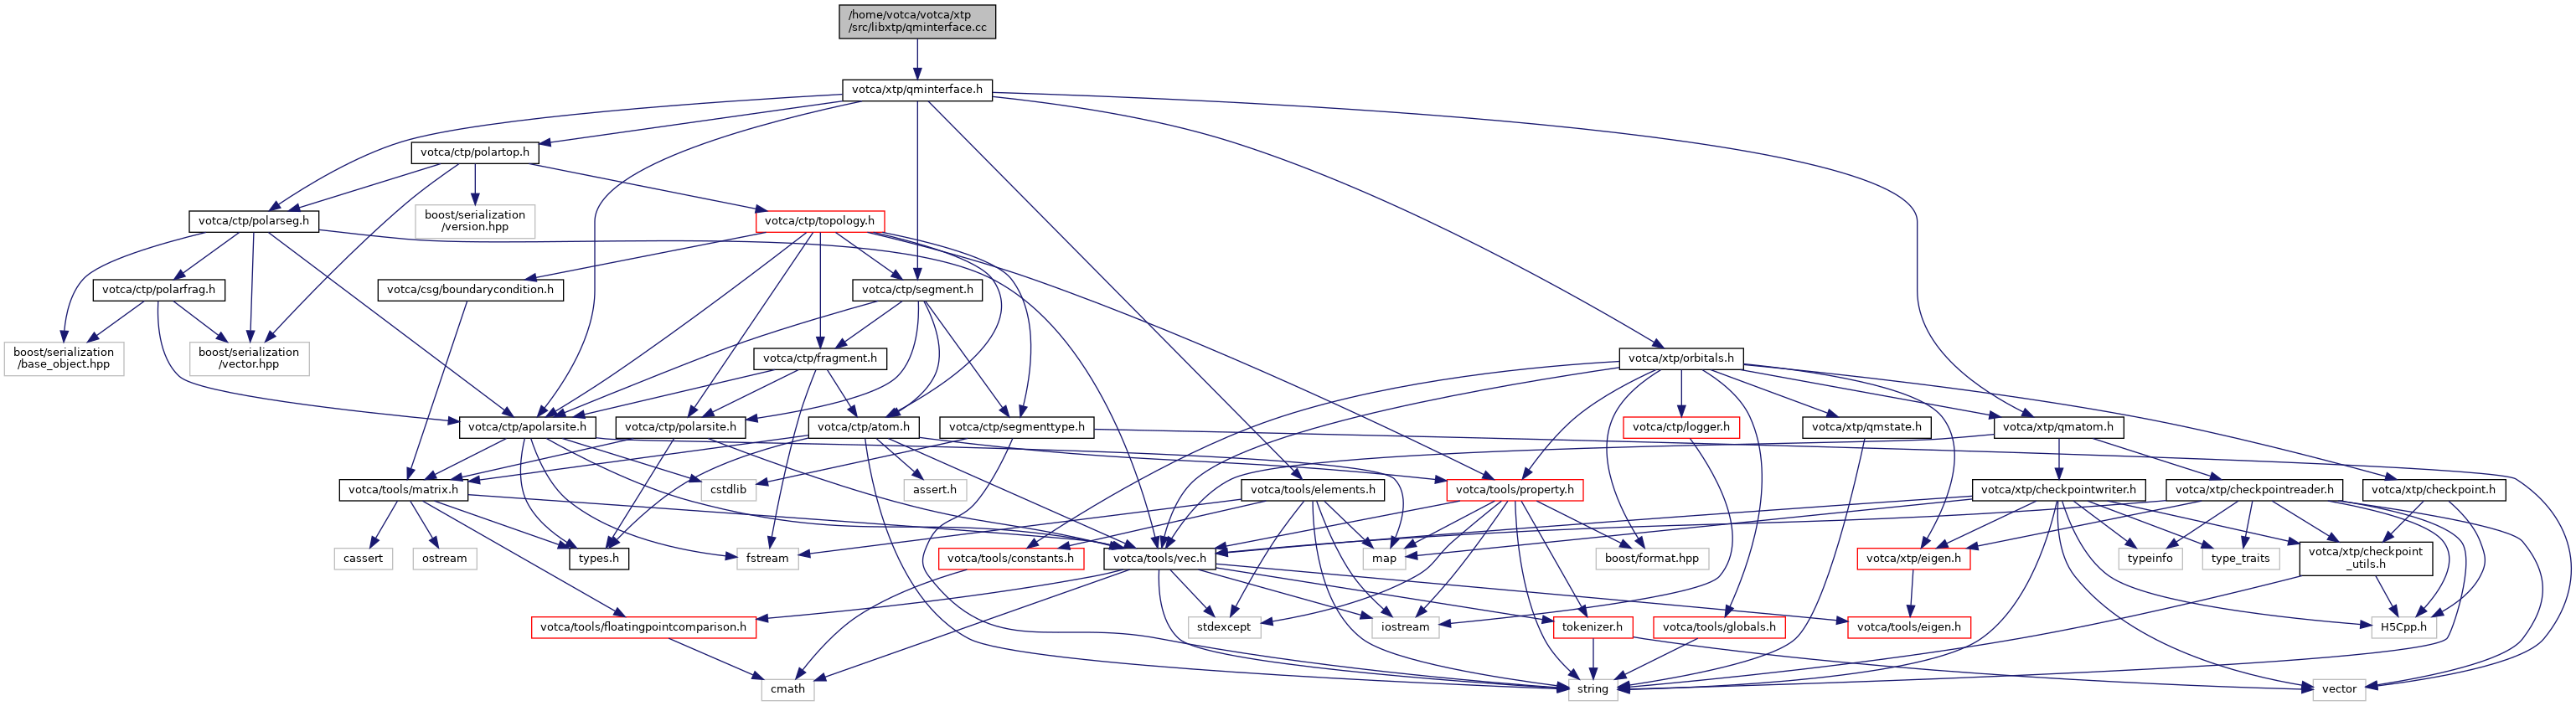 /home/votca/votca/xtp
/src/libxtp/qminterface.cc
votca/xtp/qminterface.h
votca/ctp/polartop.h
votca/ctp/polarseg.h
boost/serialization
/version.hpp
votca/ctp/topology.h
votca/ctp/polarfrag.h
votca/csg/boundarycondition.h
votca/ctp/segment.h
boost/serialization
/base_object.hpp
boost/serialization
/vector.hpp
votca/ctp/fragment.h
votca/xtp/orbitals.h
votca/ctp/apolarsite.h
votca/ctp/polarsite.h
votca/ctp/atom.h
votca/ctp/segmenttype.h
votca/ctp/logger.h
votca/xtp/qmstate.h
votca/xtp/qmatom.h
votca/tools/matrix.h
cstdlib
assert.h
votca/tools/elements.h
votca/tools/property.h
votca/xtp/checkpointwriter.h
votca/xtp/checkpointreader.h
votca/xtp/checkpoint.h
cassert
ostream
types.h
fstream
votca/tools/constants.h
votca/tools/vec.h
map
boost/format.hpp
votca/xtp/eigen.h
typeinfo
type_traits
votca/xtp/checkpoint
_utils.h
votca/tools/floatingpointcomparison.h
stdexcept
iostream
tokenizer.h
votca/tools/globals.h
votca/tools/eigen.h
H5Cpp.h
cmath
string
vector